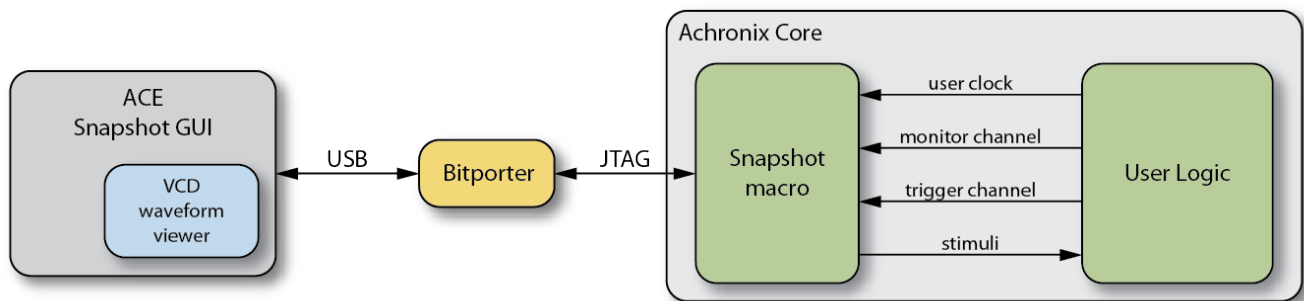 Achronix Core
ACE
Snapshot GUI
VCD
waveform
viewer
USB
Bitporter
JTAG
Snapshot
macro
user clock
monitor channel
trigger channel
stimuli
User Logic